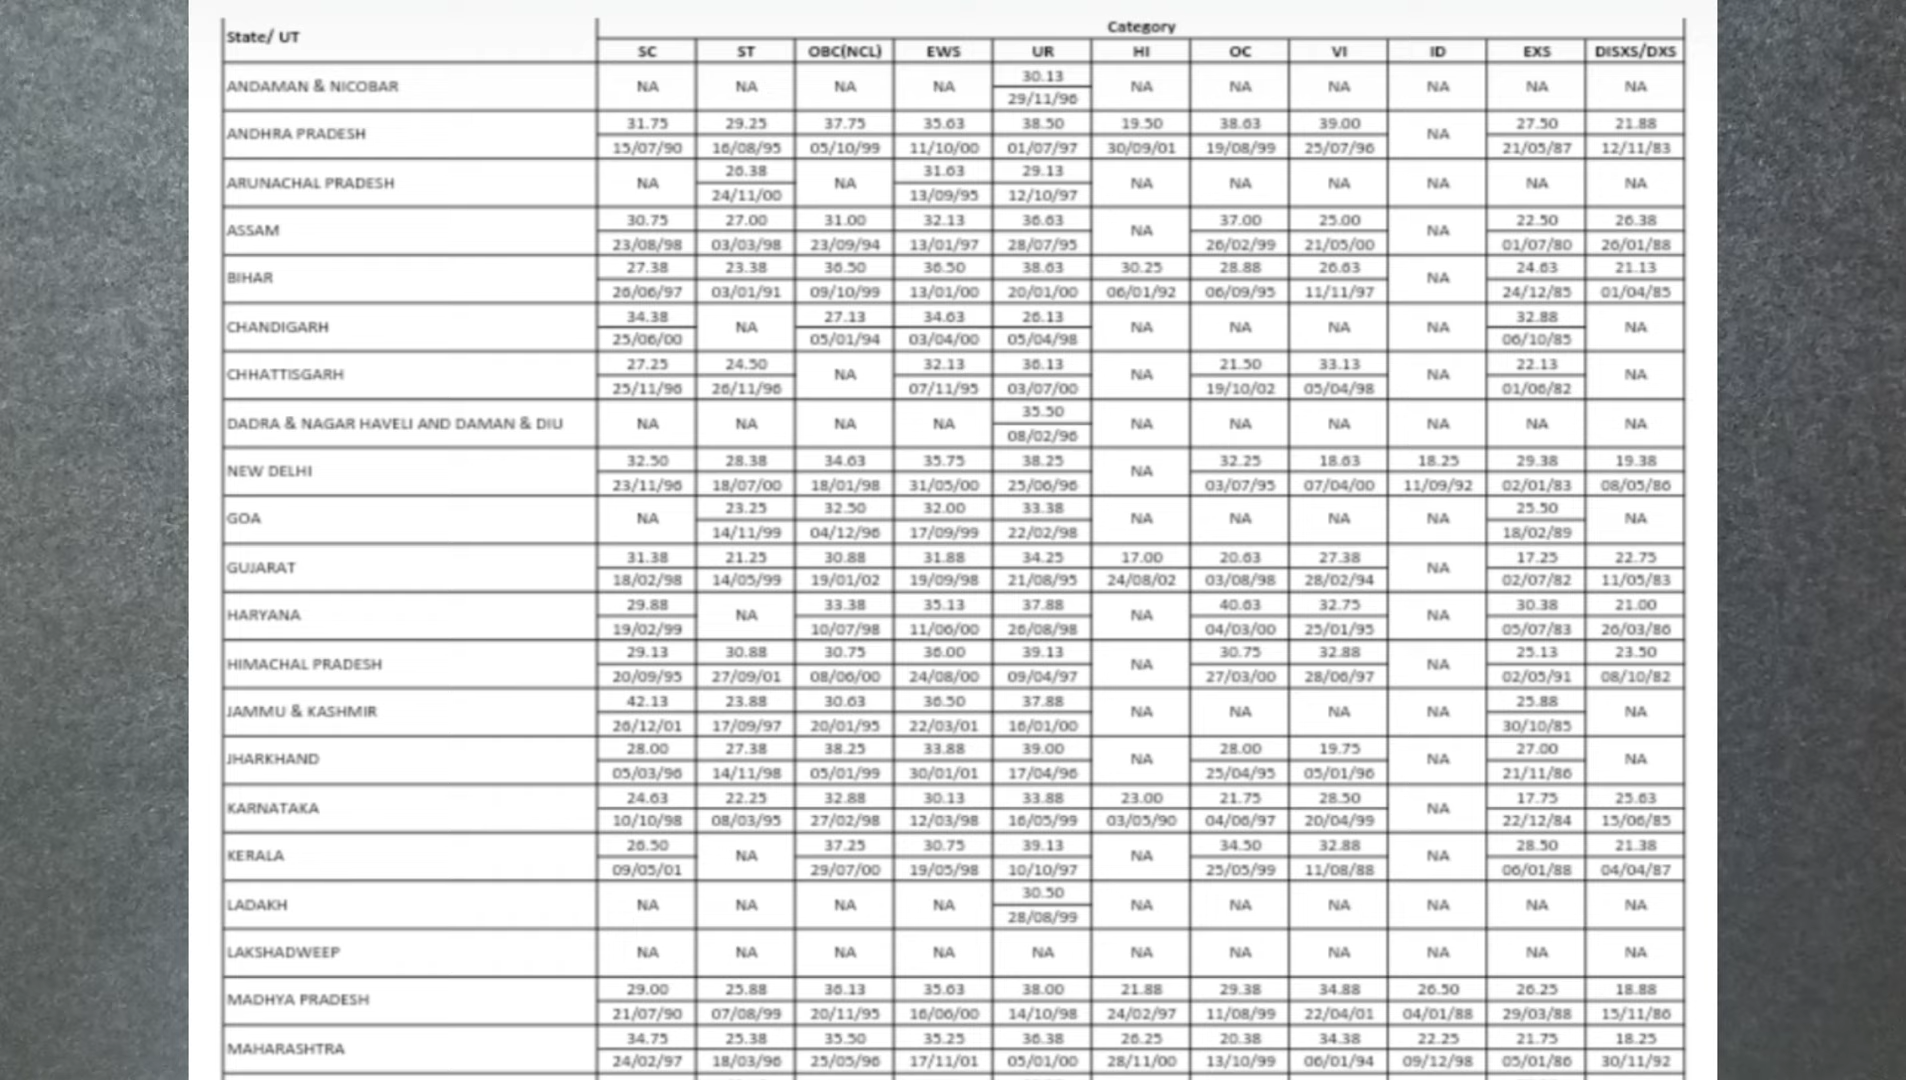 State/ UT Category
SC ST OBC(NCL) EWS UR HI OC VI ID EXS DISXS/DXS
ANDAMAN & NICOBAR NA NA NA NA 30.13 NA NA NA NA NA NA
29/11/96
ANDHRA PRADESH 31.75 29.25 37.75 35.63 38.50 19.50 38.63 39.00 NA 27.50 21.88
15/07/90 16/08/95 05/10/99 11/10/00 01/07/97 30/09/01 19/08/99 25/07/96 21/05/87 12/11/83
ARUNACHAL PRADESH NA 26.38 NA 31.63 29.13 NA NA NA NA NA NA
24/11/00 13/09/95 12/10/97
ASSAM 30.75 27.00 31.00 32.13 36.63 NA 37.00 25.00 NA 22.50 26.38
23/08/98 03/03/98 23/09/94 13/01/97 28/07/95 26/02/99 21/05/00 01/07/80 26/01/88
BIHAR 27.38 23.38 36.50 36.50 38.63 30.25 28.88 26.63 NA 24.63 21.13
26/06/97 03/01/91 09/10/99 13/01/00 20/01/00 06/01/92 06/09/95 11/11/97 24/12/85 01/04/85
CHANDIGARH 34.38 NA 27.13 34.63 26.13 NA NA NA NA 32.88 NA
25/06/00 05/01/94 03/04/00 05/04/98 06/10/85
CHHATTISGARH 27.25 24.50 NA 32.13 36.13 NA 21.50 33.13 NA 22.13 NA
25/11/96 26/11/96 07/11/95 03/07/00 19/10/02 05/04/98 01/06/82
DADRA & NAGAR HAVELI AND DAMAN & DIU NA NA NA NA 35.50 NA NA NA NA NA NA
08/02/96
NEW DELHI 32.50 28.38 34.63 35.75 38.25 NA 32.25 18.63 18.25 29.38 19.38
23/11/96 18/07/00 18/01/98 31/05/00 25/06/96 03/07/95 07/04/00 11/09/92 02/01/83 08/05/86
GOA NA 23.25 32.50 32.00 33.38 NA NA NA NA 25.50 NA
14/11/99 04/12/96 17/09/99 22/02/98 18/02/89
GUJARAT 31.38 21.25 30.88 31.88 34.25 17.00 20.63 27.38 NA 17.25 22.75
18/02/98 14/05/99 19/01/02 19/09/98 21/08/95 24/08/02 03/08/98 28/02/94 02/07/82 11/05/83
HARYANA 29.88 NA 33.38 35.13 37.88 NA 40.63 32.75 NA 30.38 21.00
19/02/99 10/07/98 11/06/00 26/08/98 04/03/00 25/01/95 05/07/83 26/03/86
HIMACHAL PRADESH 29.13 30.88 30.75 36.00 39.13 NA 30.75 32.88 NA 25.13 23.50
20/09/95 27/09/01 08/06/00 24/08/00 09/04/97 27/03/00 28/06/97 02/05/91 08/10/82
JAMMU & KASHMIR 42.13 23.88 30.63 36.50 37.88 NA NA NA NA 25.88 NA
26/12/01 17/09/97 20/01/95 22/03/01 16/01/00 30/10/85
JHARKHAND 28.00 27.38 38.25 33.88 39.00 NA 28.00 19.75 NA 27.00 NA
05/03/96 14/11/98 05/01/99 30/01/01 17/04/96 25/04/95 05/01/96 21/11/86
KARNATAKA 24.63 22.25 32.88 30.13 33.88 23.00 21.75 28.50 NA 17.75 25.63
10/10/98 08/03/95 27/02/98 12/03/98 16/05/99 03/05/90 04/06/97 20/04/99 22/12/84 15/06/85
KERALA 26.50 NA 37.25 30.75 39.13 NA 34.50 32.88 NA 28.50 21.38
09/05/01 29/07/00 19/05/98 10/10/97 25/05/99 11/08/88 06/01/88 04/04/87
LADAKH NA NA NA NA 30.50 NA NA NA NA NA NA
28/08/99
LAKSHADWEEP NA NA NA NA NA NA NA NA NA NA NA
MADHYA PRADESH 29.00 25.88 36.13 35.63 38.00 21.88 29.38 34.88 26.50 26.25 18.88
21/07/90 07/08/99 20/11/95 16/06/00 14/10/98 24/02/97 11/08/99 22/04/01 04/01/88 29/03/88 15/11/86
MAHARASHTRA 34.75 25.38 35.50 35.25 36.38 26.25 20.38 34.38 22.25 21.75 18.25
24/02/97 18/03/96 25/05/96 17/11/01 05/01/00 28/11/00 13/10/99 06/01/94 09/12/98 05/01/86 30/11/92